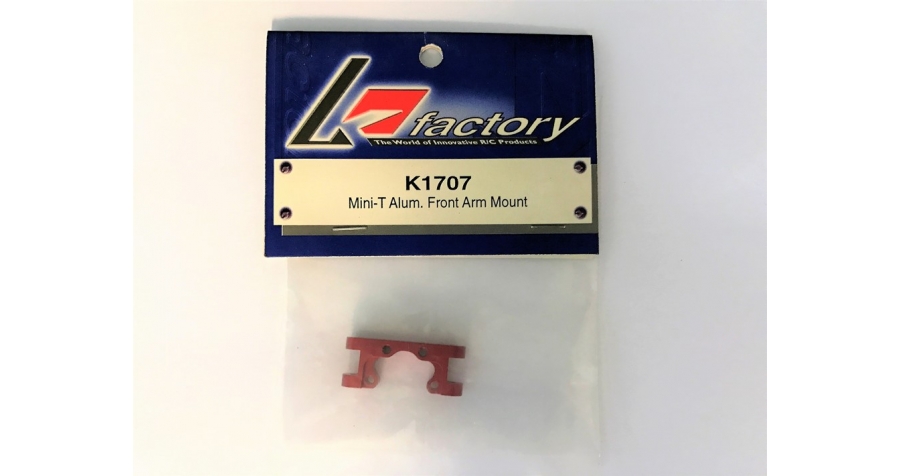 K factory
The World of Innovative R/C Products
K1707
Mini-T Alum. Front Arm Mount